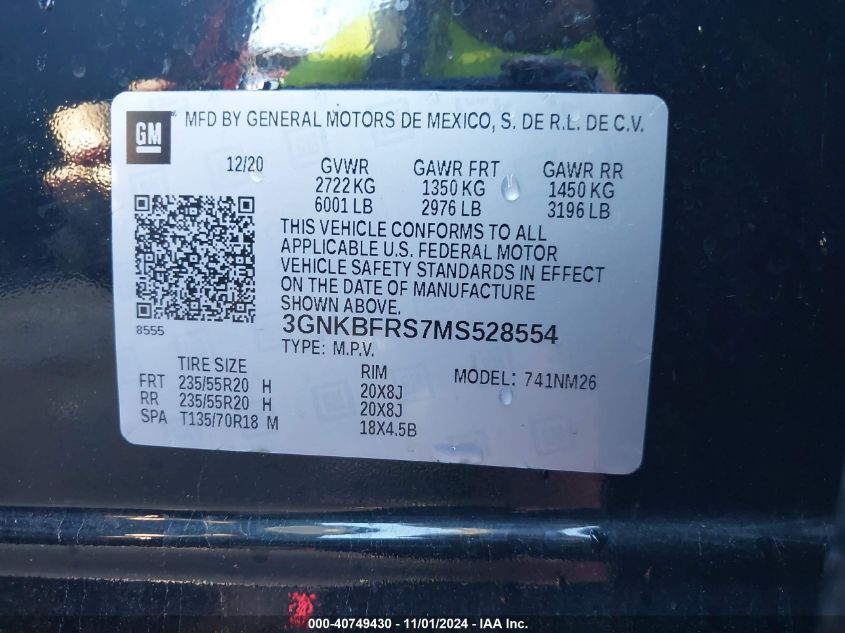 GM
MFD BY GENERAL MOTORS DE MEXICO, S. DE R.L. DE C.V.
12/20 GVWR GAWR FRT GAWR RR
2722 KG 1350 KG 1450 KG
6001 LB 2976 LB 3196 LB
THIS VEHICLE CONFORMS TO ALL
APPLICABLE U.S. FEDERAL MOTOR
VEHICLE SAFETY STANDARDS IN EFFECT
ON THE DATE OF MANUFACTURE
SHOWN ABOVE.
8555
3GNKBFRS7MS528554
TYPE: M.P.V.
TIRE SIZE RIM MODEL: 741NM26
FRT 235/55R20 H 20X8J
RR 235/55R20 H 20X8J
SPA T135/70R18 M 18X4.5B
000-40749430 - 11/01/2024 - IAA Inc.